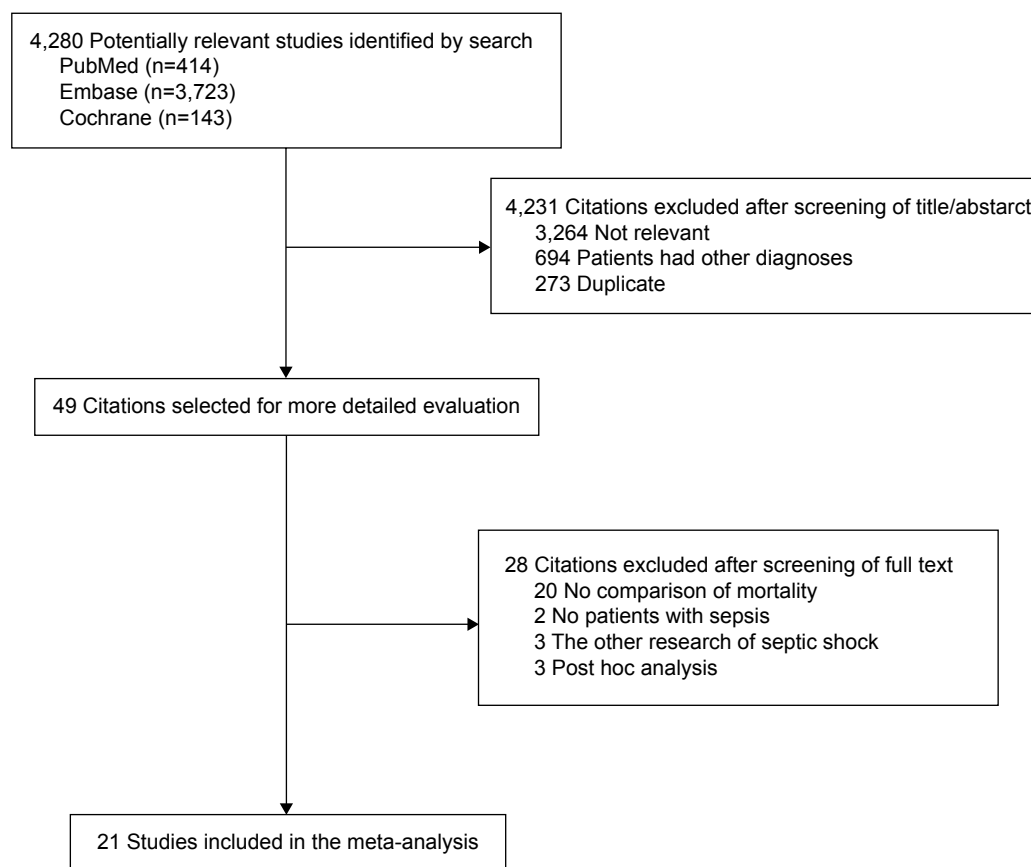 4,280 Potentially relevant studies identified by search
PubMed (n=414)
Embase (n=3,723)
Cochrane (n=143)
4,231 Citations excluded after screening of title/abstarct
3,264 Not relevant
694 Patients had other diagnoses
273 Duplicate
49 Citations selected for more detailed evaluation
28 Citations excluded after screening of full text
20 No comparison of mortality
2 No patients with sepsis
3 The other research of septic shock
3 Post hoc analysis
21 Studies included in the meta-analysis